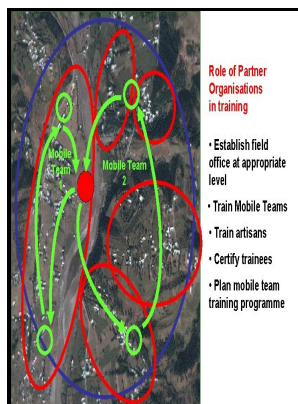 Role of Partner
Organisations
in training
• Establish field
office at appropriate
level
• Train Mobile Teams
• Train artisans
• Certify trainees
• Plan mobile team
training programme
Mobile
Team
Mobile Team
2